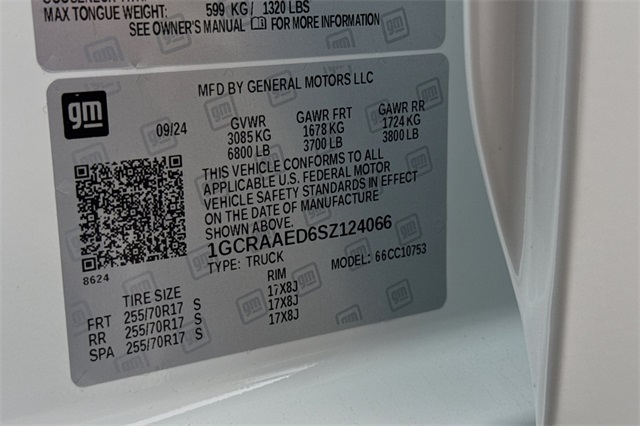 MAX TONGUE WEIGHT: 599 KG / 1320 LBS
SEE OWNER'S MANUAL FOR MORE INFORMATION
MFD BY GENERAL MOTORS LLC
gm
09/24 GVWR GAWR FRT GAWR RR
3085 KG 1678 KG 1724 KG
6800 LB 3700 LB 3800 LB
THIS VEHICLE CONFORMS TO ALL
APPLICABLE U.S. FEDERAL MOTOR
VEHICLE SAFETY STANDARDS IN EFFECT
ON THE DATE OF MANUFACTURE
1GCRAAED6SZ124066
8624
TYPE: TRUCK MODEL: 66CC10753
TIRE SIZE RIM
FRT 255/70R17 S 17X8J
RR 255/70R17 S 17X8J
SPA 255/70R17 S 17X8J